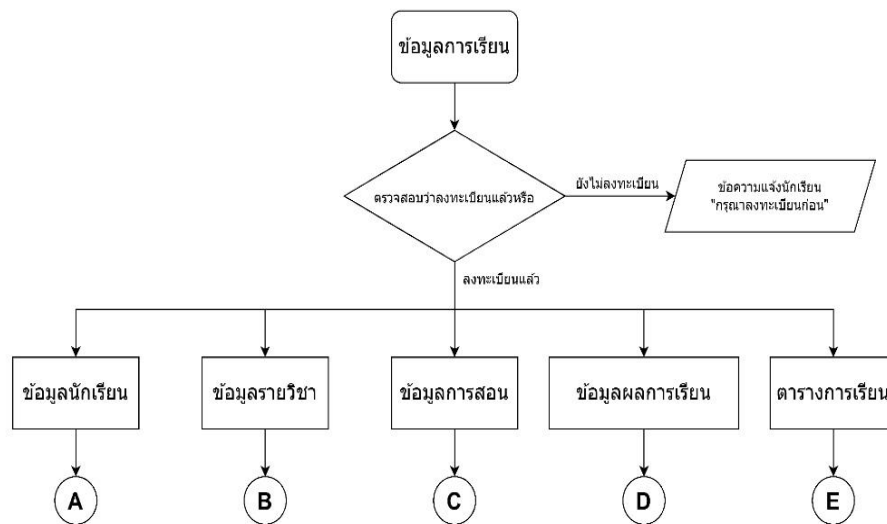 ข้อมูลการเรียน
ตรวจสอบว่าลงทะเบียนแล้วหรือ
ยังไม่ลงทะเบียน
ข้อความแจ้งนักเรียน
"กรุณาลงทะเบียนก่อน"
ลงทะเบียนแล้ว
ข้อมูลนักเรียน
ข้อมูลรายวิชา
ข้อมูลการสอน
ข้อมูลผลการเรียน
ตารางการเรียน
A
B
C
D
E